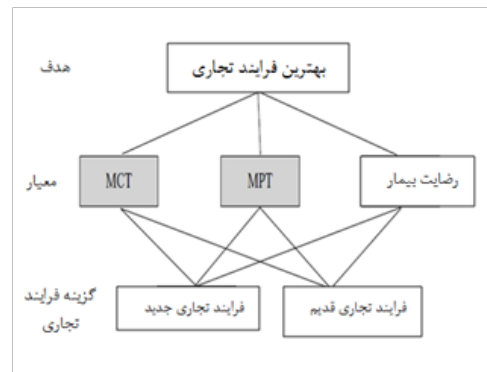 هدف
بهترین فرایند تجاری
معیار
رضایت بیمار
MPT
MCT
گزینه فرایند
تجاری
فرایند تجاری قدیم
فرایند تجاری جدید